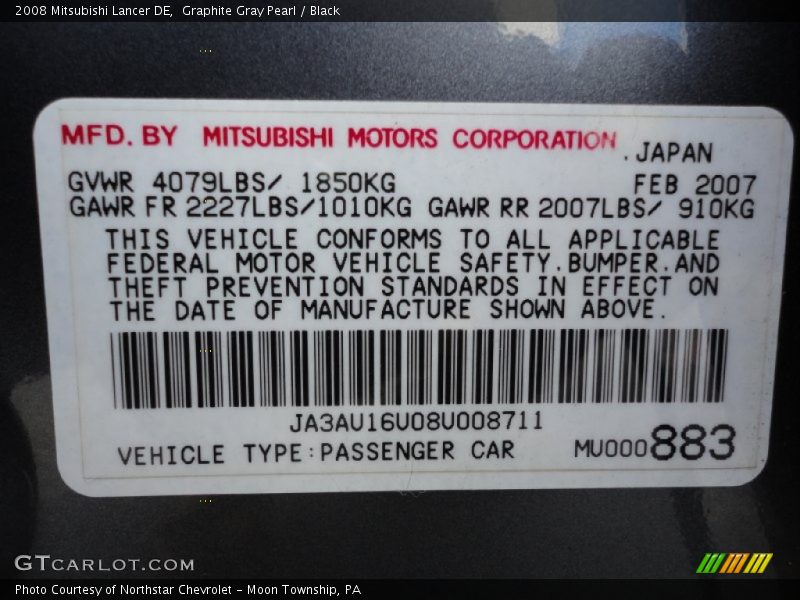 2008 Mitsubishi Lancer DE, Graphite Gray Pearl / Black
MFD. BY MITSUBISHI MOTORS CORPORATION
.JAPAN
GVWR 4079LBS/ 1850KG FEB 2007
GAWR FR 2227LBS/1010KG GAWR RR 2007LBS/ 910KG
THIS VEHICLE CONFORMS TO ALL APPLICABLE
FEDERAL MOTOR VEHICLE SAFETY.BUMPER.AND
THEFT PREVENTION STANDARDS IN EFFECT ON
THE DATE OF MANUFACTURE SHOWN ABOVE.
JA3AU16U08U008711
VEHICLE TYPE:PASSENGER CAR MU000883
GTCARLOT.COM
Photo Courtesy of Northstar Chevrolet - Moon Township, PA